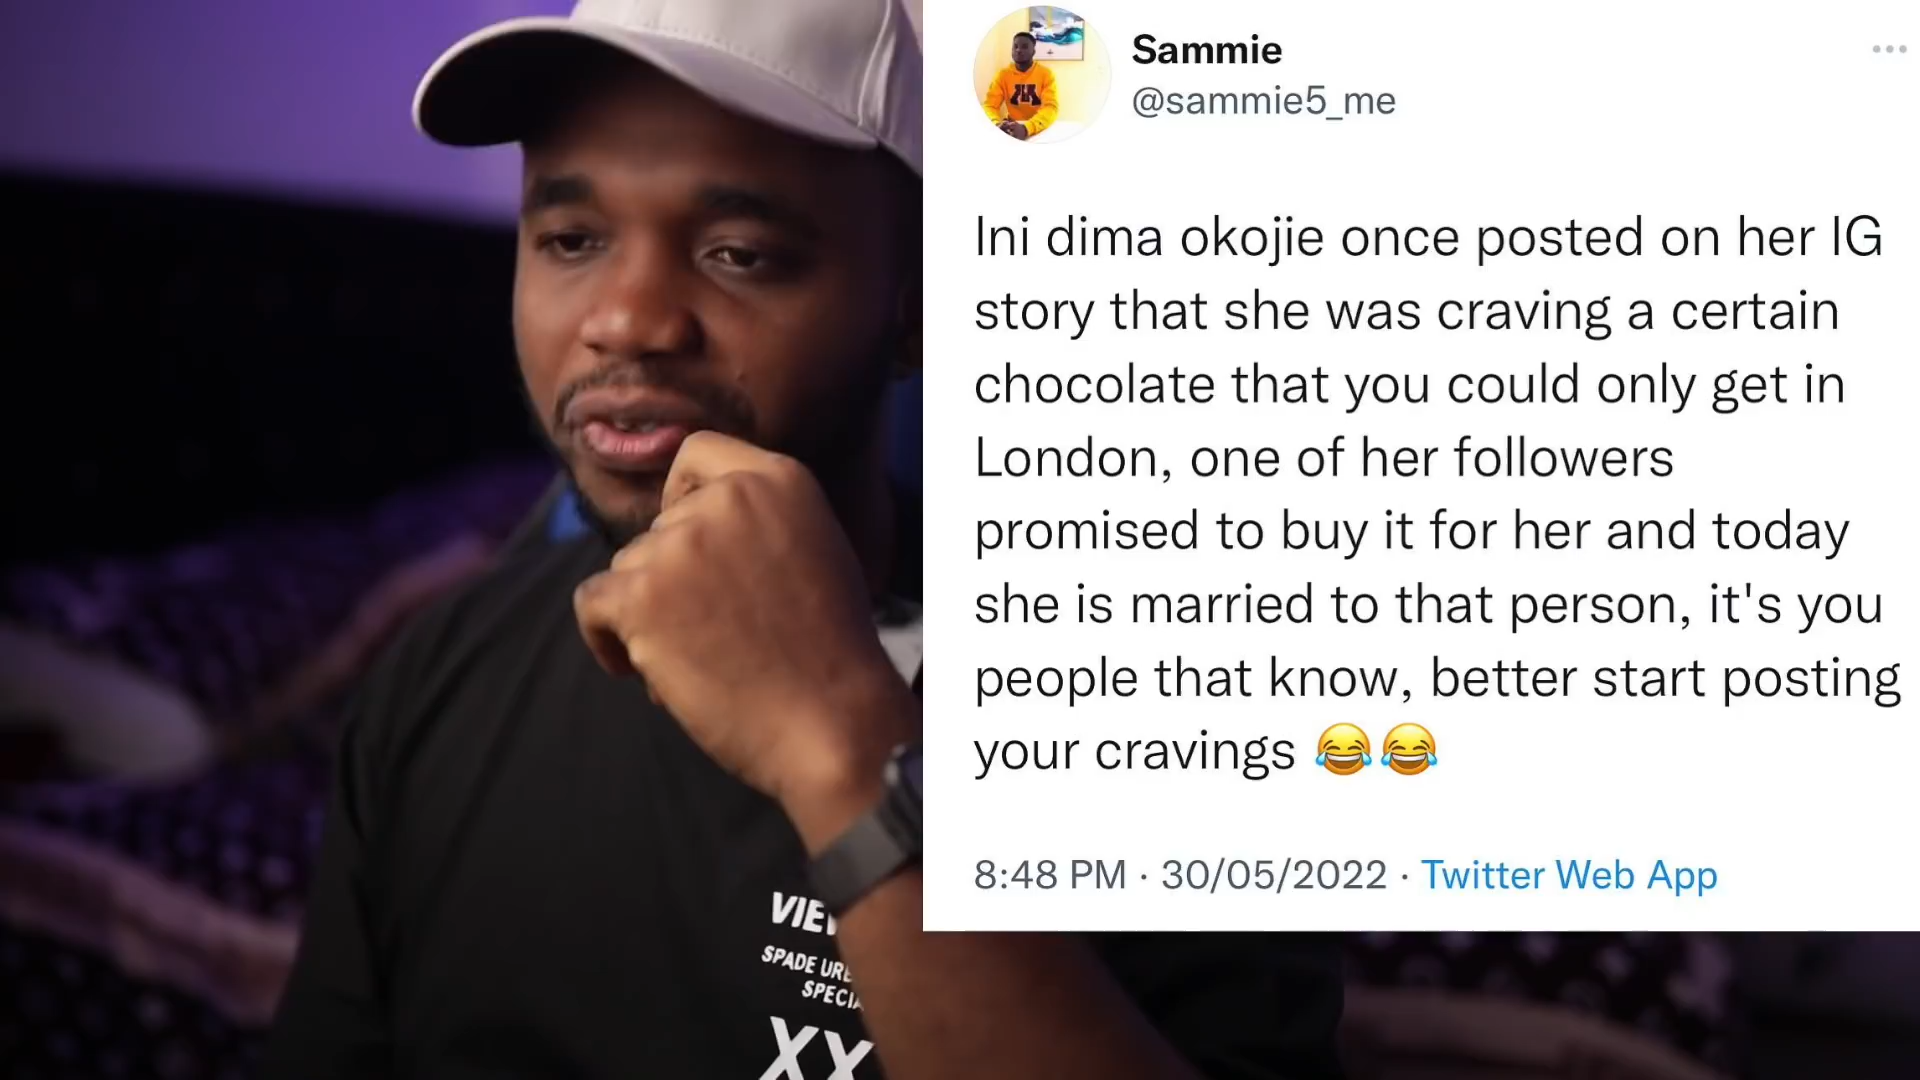 Sammie
@sammie5_me
Ini dima okojie once posted on her IG
story that she was craving a certain
chocolate that you could only get in
London, one of her followers
promised to buy it for her and today
she is married to that person, it's you
people that know, better start posting
your cravings 😂😂
8:48 PM · 30/05/2022 · Twitter Web App
SPADE
XX